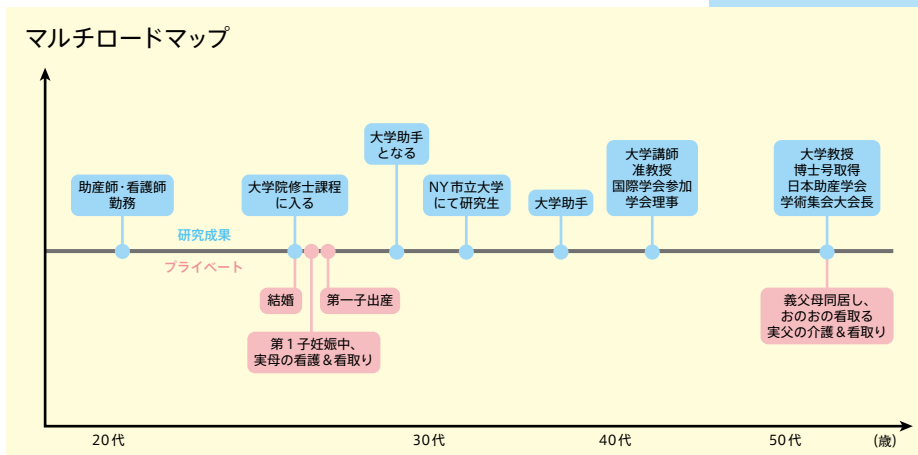 マルチロードマップ
助産師・看護師
勤務
大学院修士課程
に入る
大学助手
となる
NY市立大学
にて研究生
大学助手
大学講師
准教授
国際学会参加
学会理事
大学教授
博士号取得
日本助産学会
学術集会大会長
研究成果
プライベート
結婚
第一子出産
第1子妊娠中、
実母の看護&看取り
義父母同居し、
おのおの看取る
実父の介護&看取り
20代
30代
40代
50代
(歳)